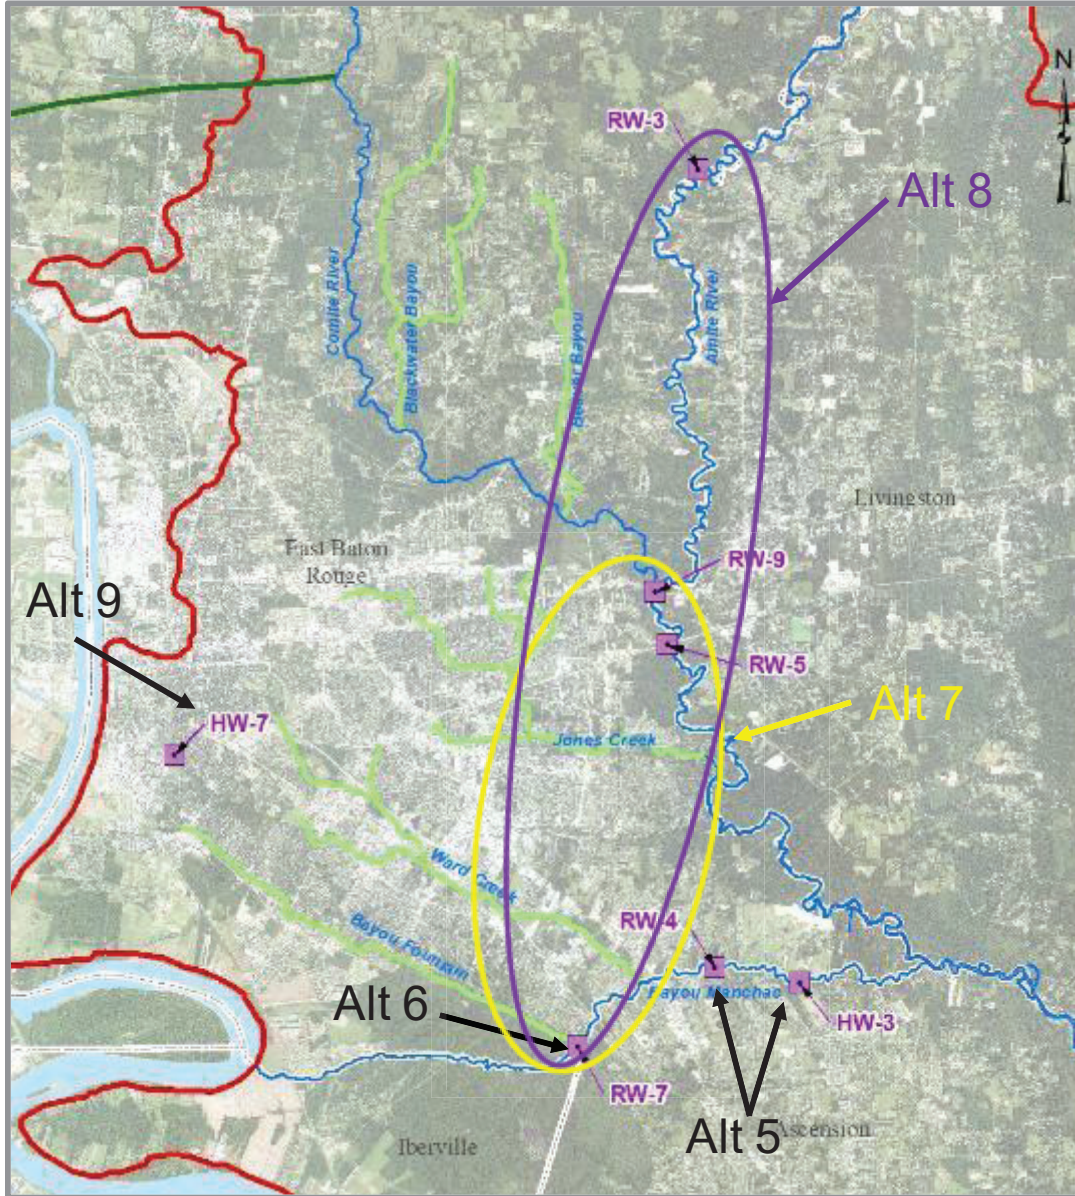 N
RW-3
Alt 8
Comite River
Blackwater Bayou
Beaver Bayou
Amite River
Livingston
East Baton
Rouge
RW-9
Alt 9
RW-5
HW-7
Alt 7
Jones Creek
Ward Creek
RW-4
Bayou Fountain
Bayou Manchac
Alt 6
HW-3
RW-7
Alt 5
Ascension
Iberville